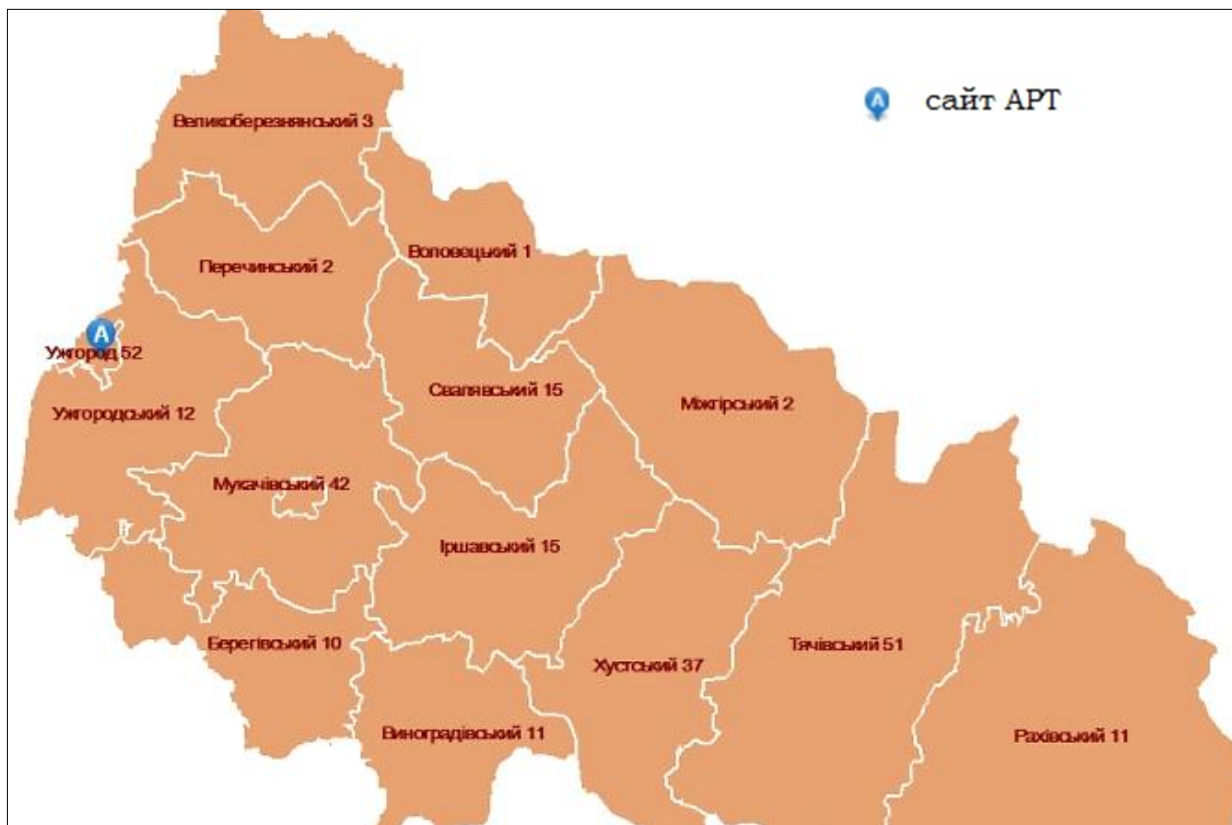 А сайт АРТ
Великоберезнянський 3
Воловецький 1
Перечинський 2
А
Ужгород 52
Свалявський 15
Міжгірський 2
Ужгородський 12
Мукачівський 42
Іршавський 15
Берегівський 10
Тячівський 51
Хустський 37
Виноградівський 11
Рахівський 11